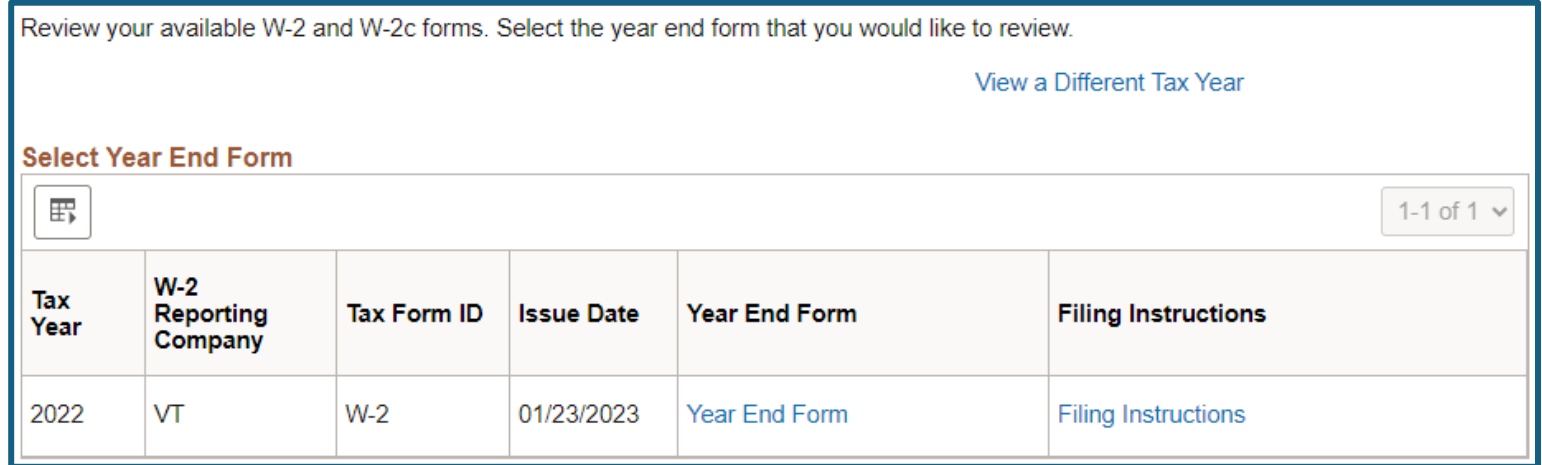 Review your available W-2 and W-2c forms. Select the year end form that you would like to review.
View a Different Tax Year
Select Year End Form
1-1 of 1
Tax Year W-2 Reporting Company Tax Form ID Issue Date Year End Form Filing Instructions
2022 VT W-2 01/23/2023 Year End Form Filing Instructions